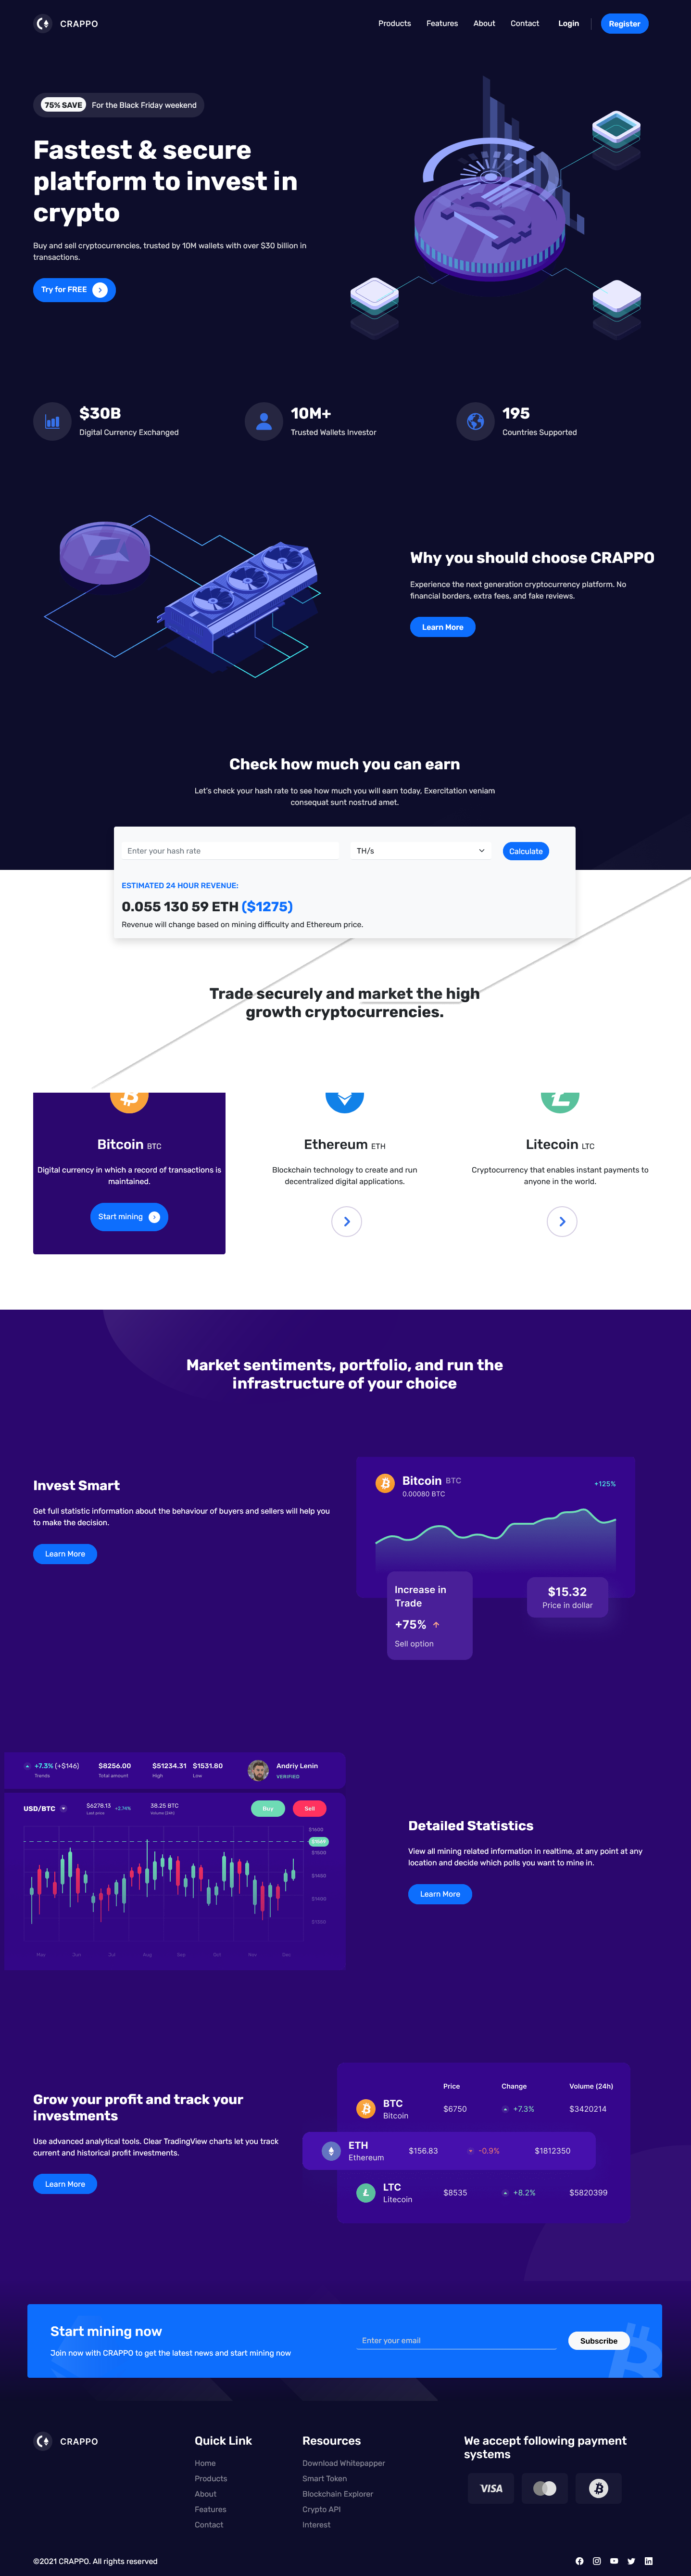 CRAPPO
Products Features About Contact Login Register
75% SAVE For the Black Friday weekend
Fastest & secure
platform to invest in
crypto
Buy and sell cryptocurrencies, trusted by 10M wallets with over $30 billion in
transactions.
Try for FREE
$30B
Digital Currency Exchanged
10M+
Trusted Wallets Investor
195
Countries Supported
Why you should choose CRAPPO
Experience the next generation cryptocurrency platform. No
financial borders, extra fees, and fake reviews.
Learn More
Check how much you can earn
Let's check your hash rate to see how much you will earn today, Exercitation veniam
consequat sunt nostrud amet.
Enter your hash rate TH/s Calculate
ESTIMATED 24 HOUR REVENUE:
0.055 130 59 ETH ($1275)
Revenue will change based on mining difficulty and Ethereum price.
Trade securely and market the high
growth cryptocurrencies.
Bitcoin BTC
Digital currency in which a record of transactions is
maintained.
Start mining
Ethereum ETH
Blockchain technology to create and run
decentralized digital applications.
Litecoin LTC
Cryptocurrency that enables instant payments to
anyone in the world.
Market sentiments, portfolio, and run the
infrastructure of your choice
Invest Smart
Get full statistic information about the behaviour of buyers and sellers will help you
to make the decision.
Learn More
Bitcoin BTC
0.00080 BTC
+125%
Increase in
Trade
+75%
Sell option
$15.32
Price in dollar
+7.3% (+$146)
Trends
$8256.00
Total amount
$51234.31
High
$1531.80
Low
Andriy Lenin
VERIFIED
USD/BTC
$6278.13
Last price
+2.74%
38.25 BTC
Volume (24h)
Buy
Sell
$1600
$1500
$1400
$1400
$1300
Jun Jul Aug Sep Oct Nov Dec
Detailed Statistics
View all mining related information in realtime, at any point at any
location and decide which polls you want to mine in.
Learn More
Grow your profit and track your
investments
Use advanced analytical tools. Clear TradingView charts let you track
current and historical profit investments.
Learn More
Price Change Volume (24h)
BTC
Bitcoin
$6750 +7.3% $3420214
ETH
Ethereum
$156.83 -0.9% $1812350
LTC
Litecoin
$8535 +8.2% $5820399
Start mining now
Join now with CRAPPO to get the latest news and start mining now
Enter your email
Subscribe
CRAPPO
Quick Link
Home
Products
About
Features
Contact
Resources
Download Whitepapper
Smart Token
Blockchain Explorer
Crypto API
Interest
We accept following payment
systems
VISA
©2021 CRAPPO. All rights reserved